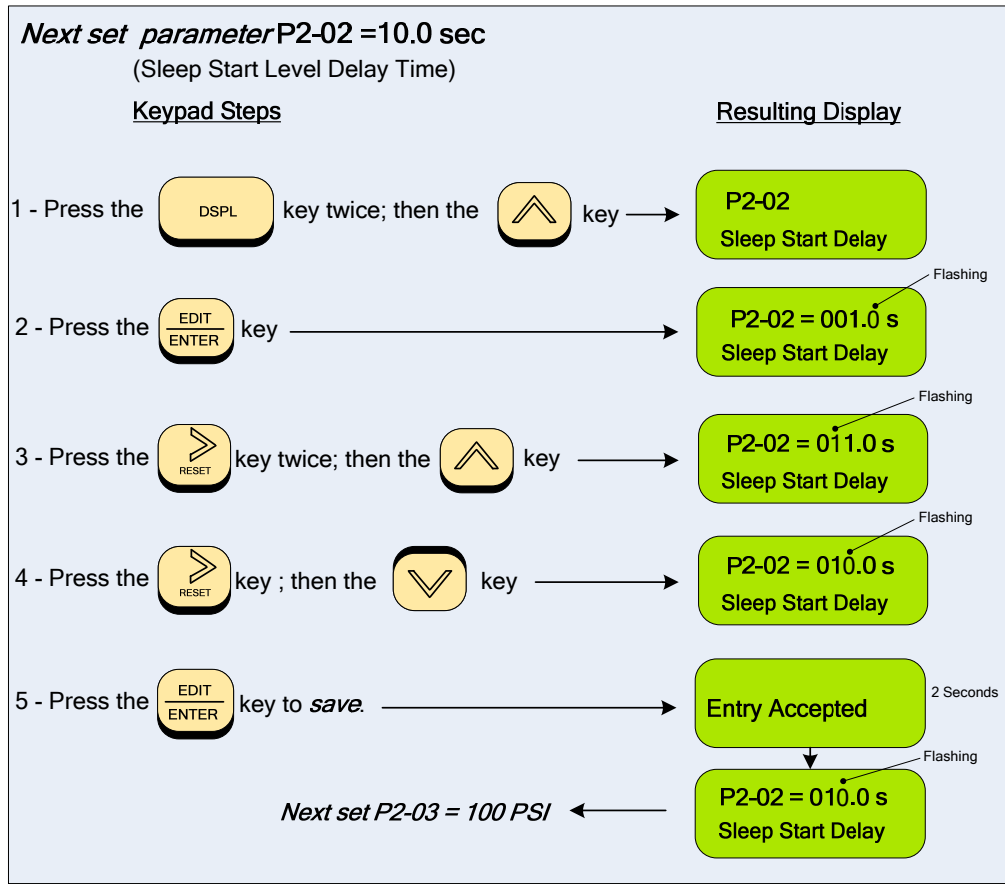 Next set parameter P2-02 =10.0 sec
(Sleep Start Level Delay Time)
Keypad Steps
Resulting Display
1 - Press the DSPL key twice; then the key
P2-02
Sleep Start Delay
Flashing
2 - Press the EDIT ENTER key
P2-02 = 001.0 s
Sleep Start Delay
Flashing
3 - Press the RESET key twice; then the key
P2-02 = 011.0 s
Sleep Start Delay
Flashing
4 - Press the RESET key ; then the key
P2-02 = 010.0 s
Sleep Start Delay
5 - Press the EDIT ENTER key to save.
Entry Accepted
2 Seconds
Flashing
P2-02 = 010.0 s
Sleep Start Delay
Next set P2-03 = 100 PSI